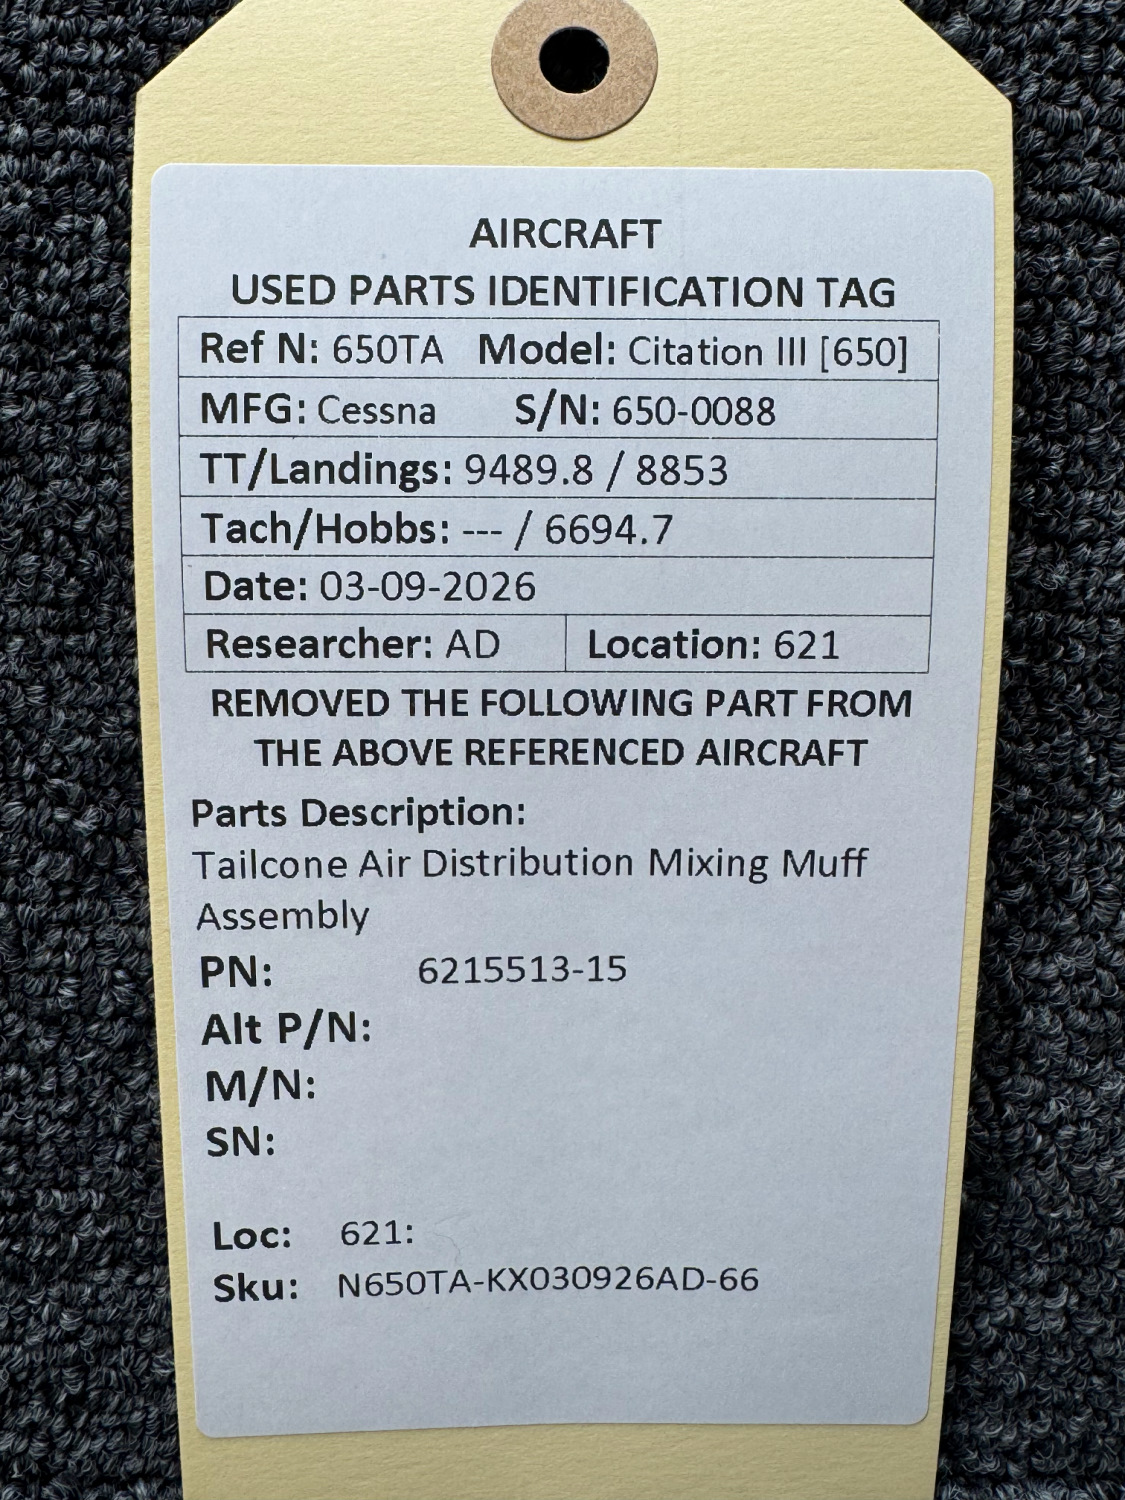 AIRCRAFT
USED PARTS IDENTIFICATION TAG
Ref N: 650TA Model: Citation III [650]
MFG: Cessna S/N: 650-0088
TT/Landings: 9489.8 / 8853
Tach/Hobbs: --- / 6694.7
Date: 03-09-2026
Researcher: AD Location: 621
REMOVED THE FOLLOWING PART FROM
THE ABOVE REFERENCED AIRCRAFT
Parts Description:
Tailcone Air Distribution Mixing Muff
Assembly
PN: 6215513-15
Alt P/N:
M/N:
SN:
Loc: 621:
Sku: N650TA-KX030926AD-66